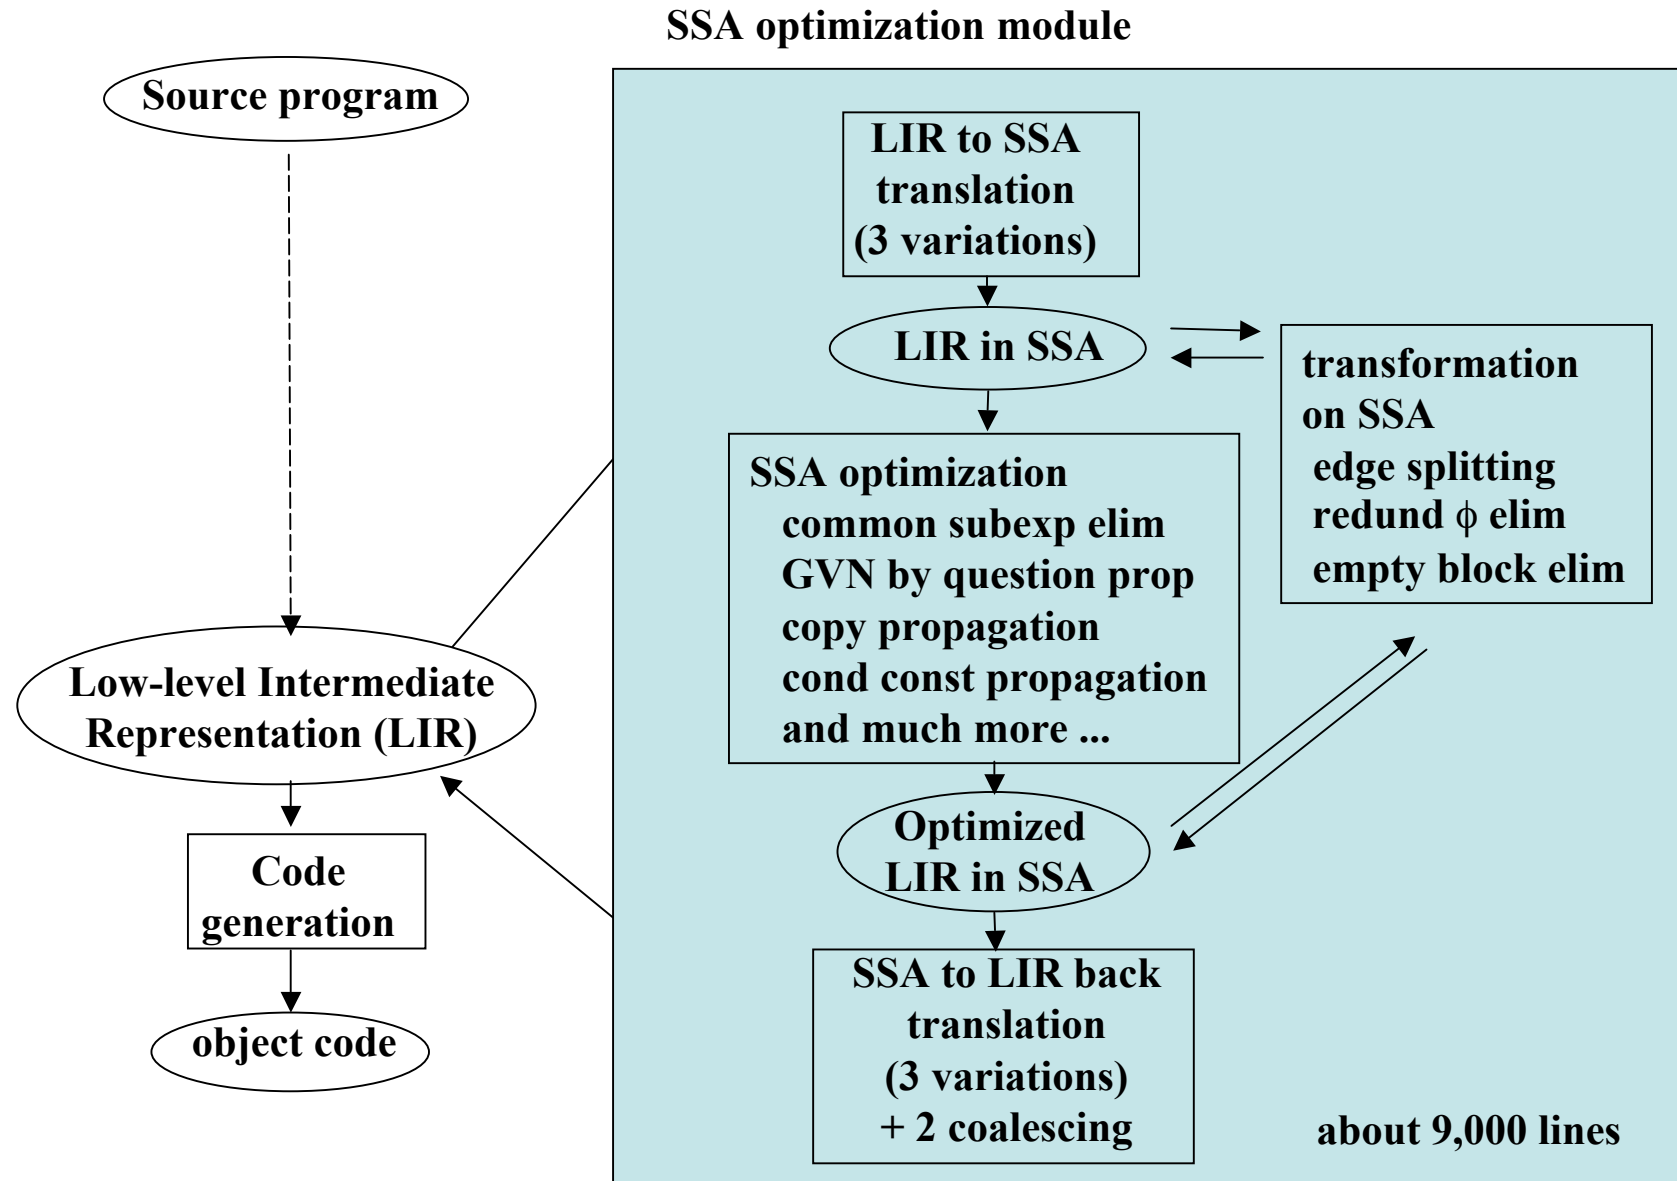 SSA optimization module
Source program
Low-level Intermediate
Representation (LIR)
Code
generation
object code
LIR to SSA
translation
(3 variations)
LIR in SSA
transformation
on SSA
edge splitting
redund ϕ elim
empty block elim
SSA optimization
common subexp elim
GVN by question prop
copy propagation
cond const propagation
and much more ...
Optimized
LIR in SSA
SSA to LIR back
translation
(3 variations)
+ 2 coalescing
about 9,000 lines